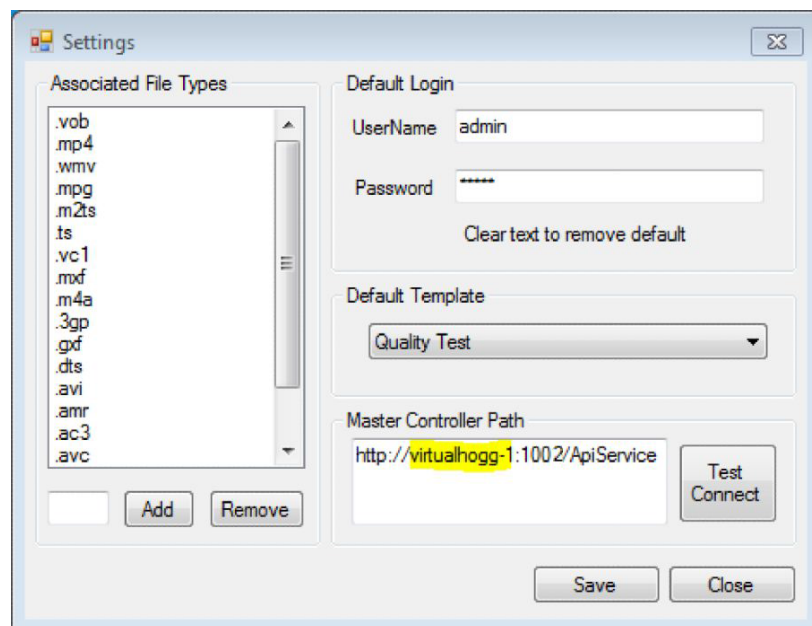 Settings
Associated File Types
.vob
.mp4
.wmv
.mpg
.m2ts
.ts
.vc1
.mxf
.m4a
.3gp
.gxf
.dts
.avi
.amr
.ac3
.avc
Add
Remove
Default Login
UserName admin
Password *****
Clear text to remove default
Default Template
Quality Test
Master Controller Path
http://virtualhogg-1:1002/ApiService
Test
Connect
Save
Close